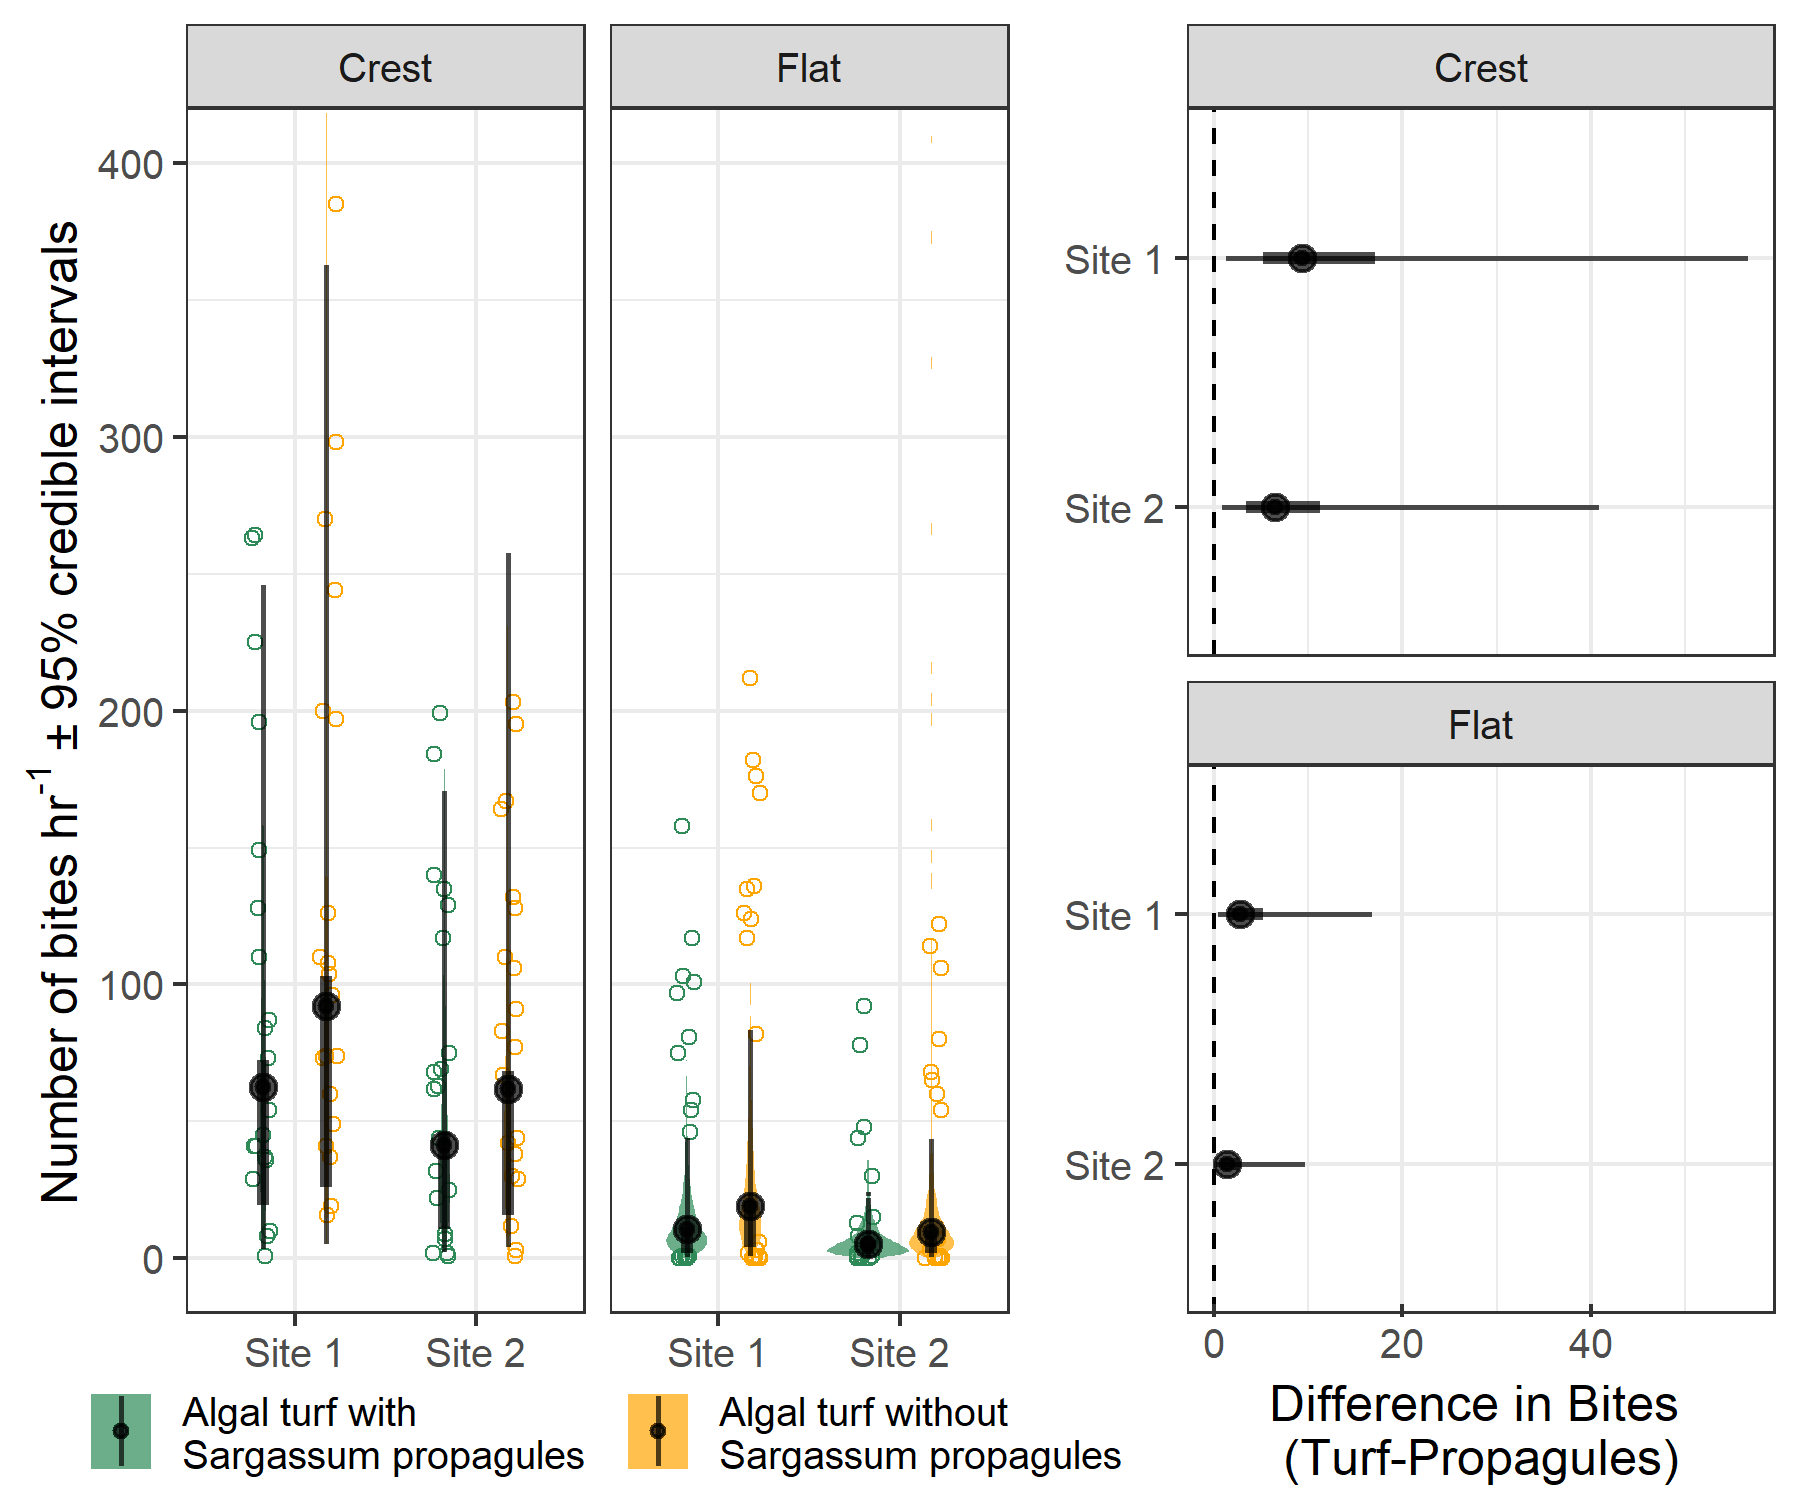 Crest
Flat
Number of bites hr⁻¹ ± 95% credible intervals
400
300
200
100
0
Site 1
Site 2
Site 1
Site 2
Algal turf with
Sargassum propagules
Algal turf without
Sargassum propagules
Crest
Site 1
Site 2
Flat
Site 1
Site 2
0
20
40
Difference in Bites
(Turf-Propagules)